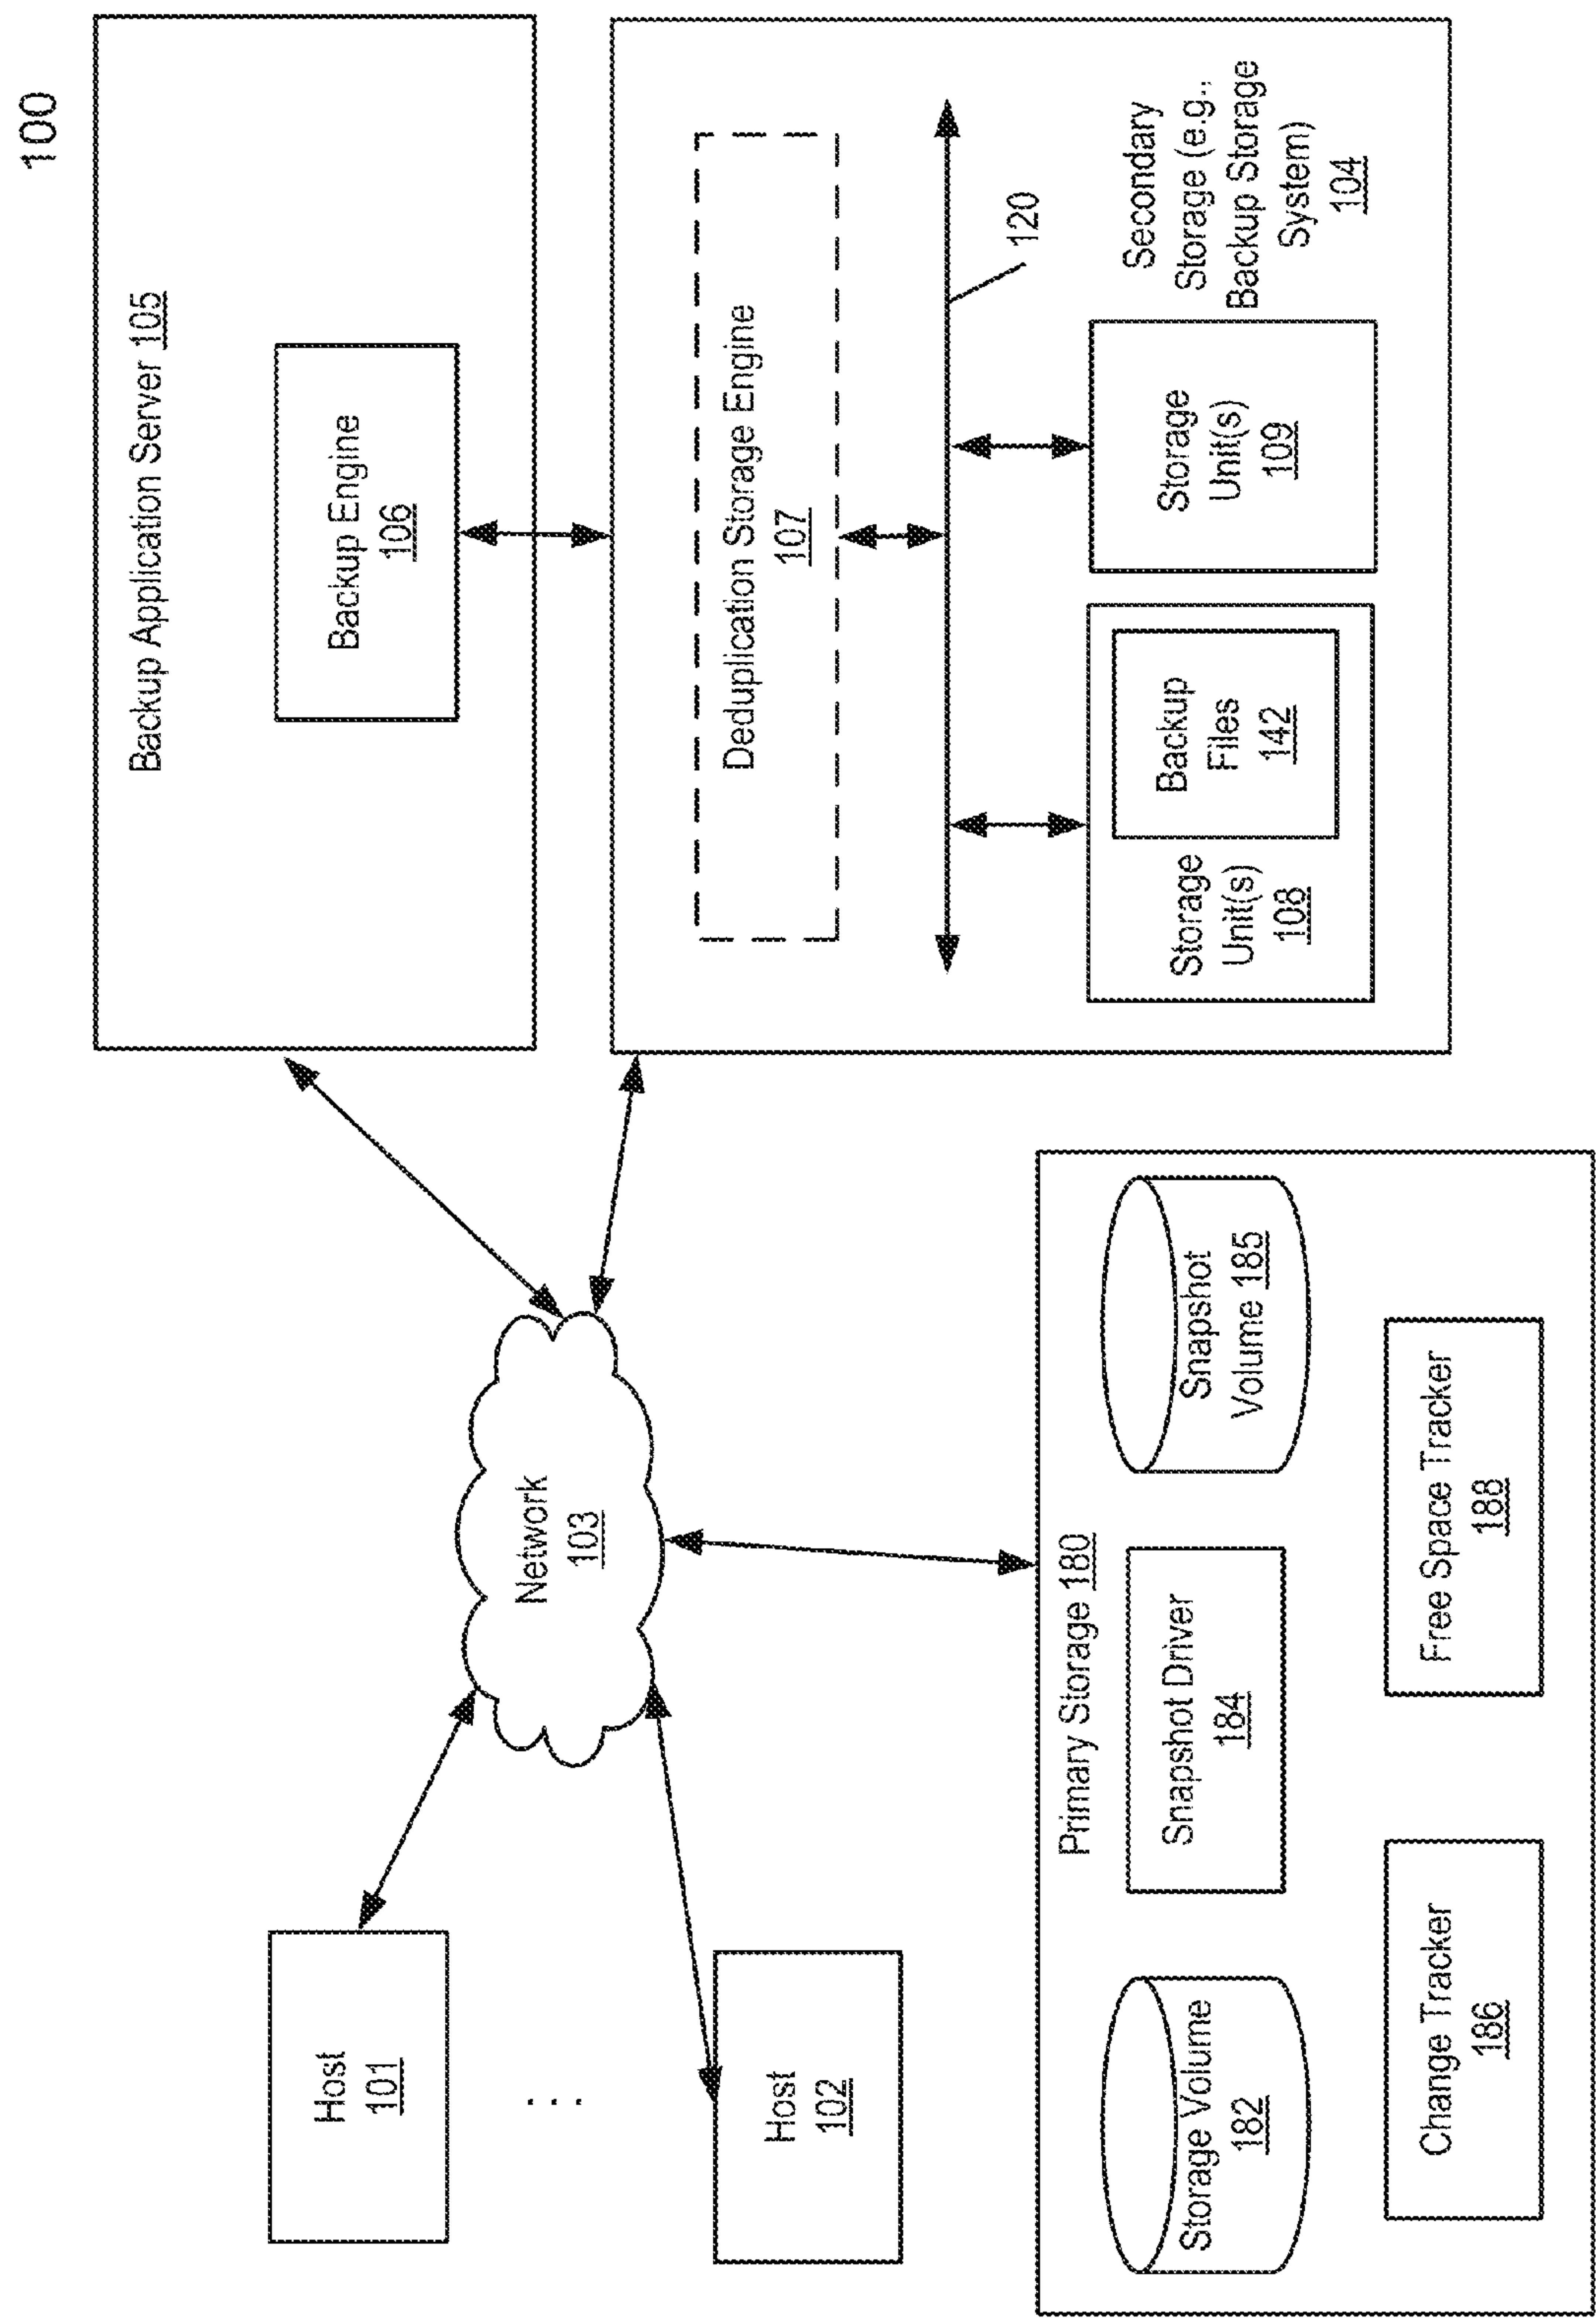 100
Host
101
. . .
Host
102
Network
103
Backup Application Server 105
Backup Engine
106
Deduplication Storage Engine
107
120
Storage
Unit(s)
108
Backup
Files
142
Storage
Unit(s)
109
Secondary
Storage (e.g.,
Backup Storage
System)
104
Primary Storage 180
Storage Volume
182
Snapshot Driver
184
Snapshot
Volume 185
Change Tracker
186
Free Space Tracker
188